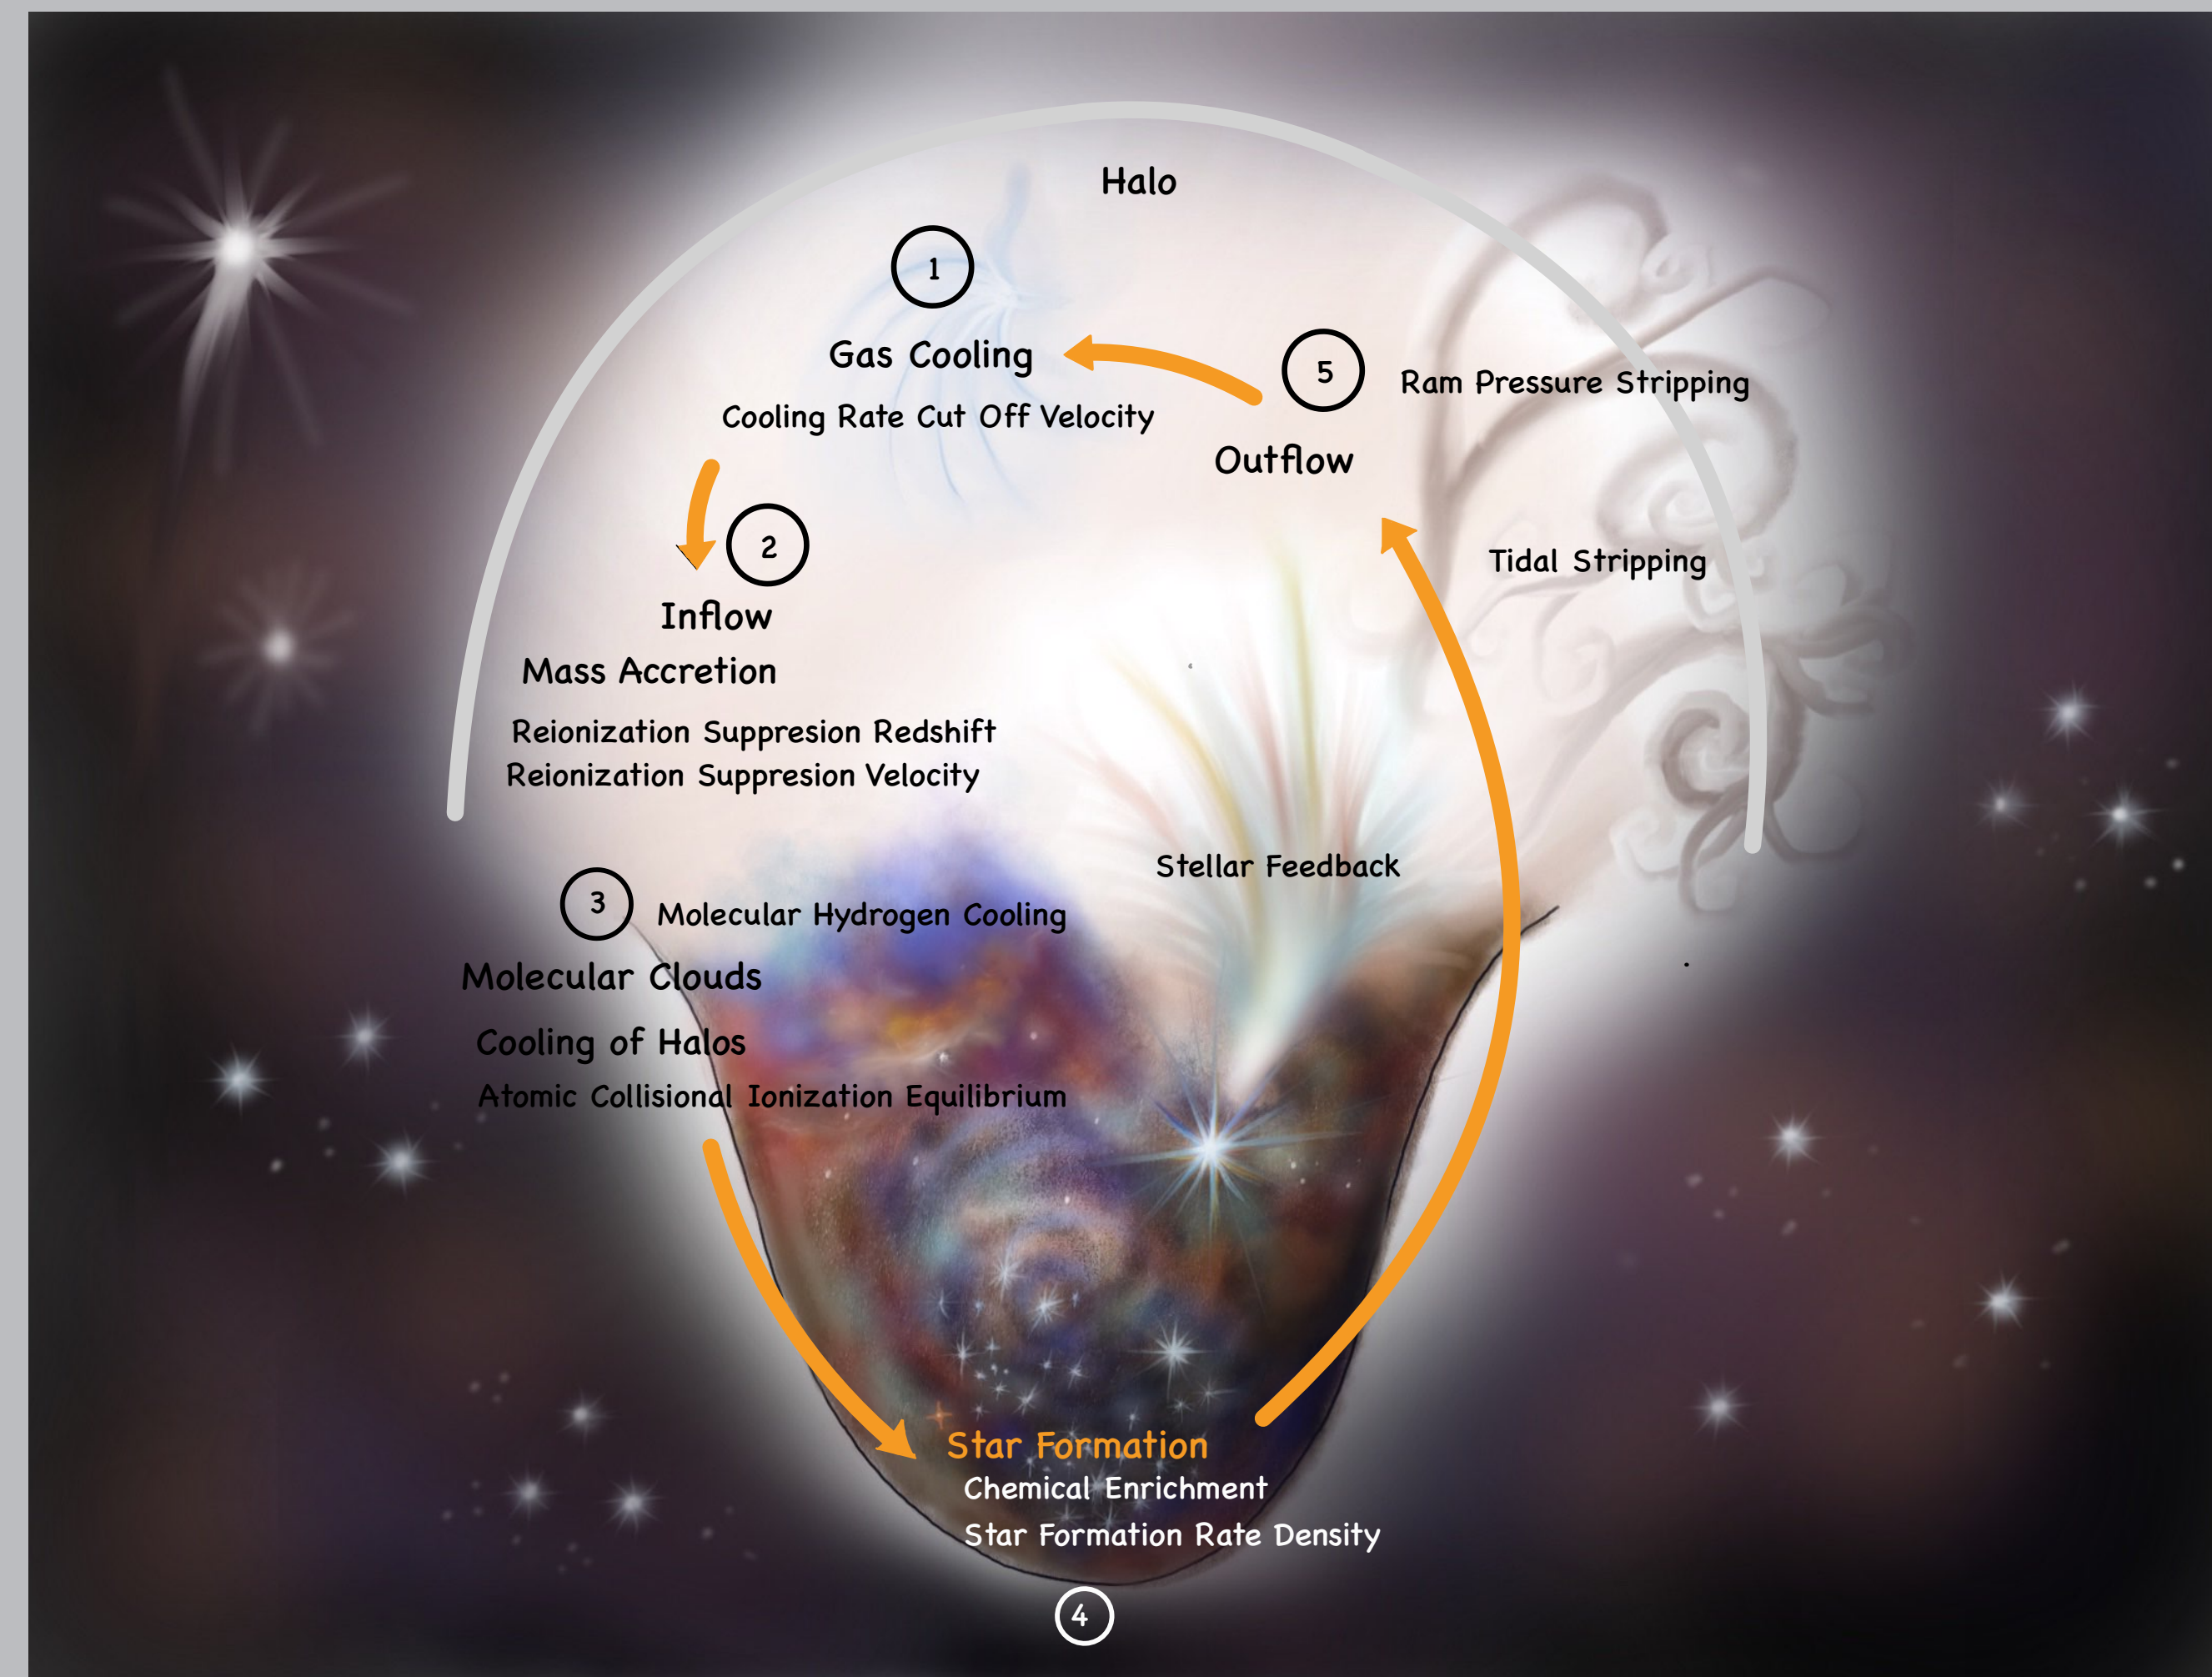 Halo
1
Gas Cooling
Cooling Rate Cut Off Velocity
5
Ram Pressure Stripping
Outflow
Tidal Stripping
2
Inflow
Mass Accretion
Reionization Suppresion Redshift
Reionization Suppresion Velocity
Stellar Feedback
3
Molecular Hydrogen Cooling
Molecular Clouds
Cooling of Halos
Atomic Collisional Ionization Equilibrium
Star Formation
Chemical Enrichment
Star Formation Rate Density
4